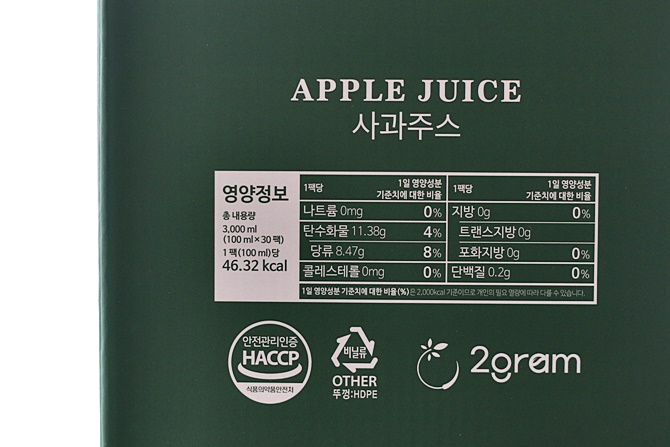 APPLE JUICE
사과주스
영양정보
총 내용량
3,000 ml
(100 ml×30팩)
1팩(100 ml)당
46.32 kcal
1팩당 1일 영양성분 기준치에 대한 비율
나트륨 0mg 0%
탄수화물 11.38g 4%
당류 8.47g 8%
콜레스테롤 0mg 0%
1팩당 1일 영양성분 기준치에 대한 비율
지방 0g 0%
트랜스지방 0g
포화지방 0g 0%
단백질 0.2g 0%
1일 영양성분 기준치에 대한 비율(%)은 2,000kcal 기준이므로 개인의 필요 열량에 따라 다를 수 있습니다.
안전관리인증
HACCP
식품의약품안전처
비닐류
OTHER
뚜껑:HDPE
2gram